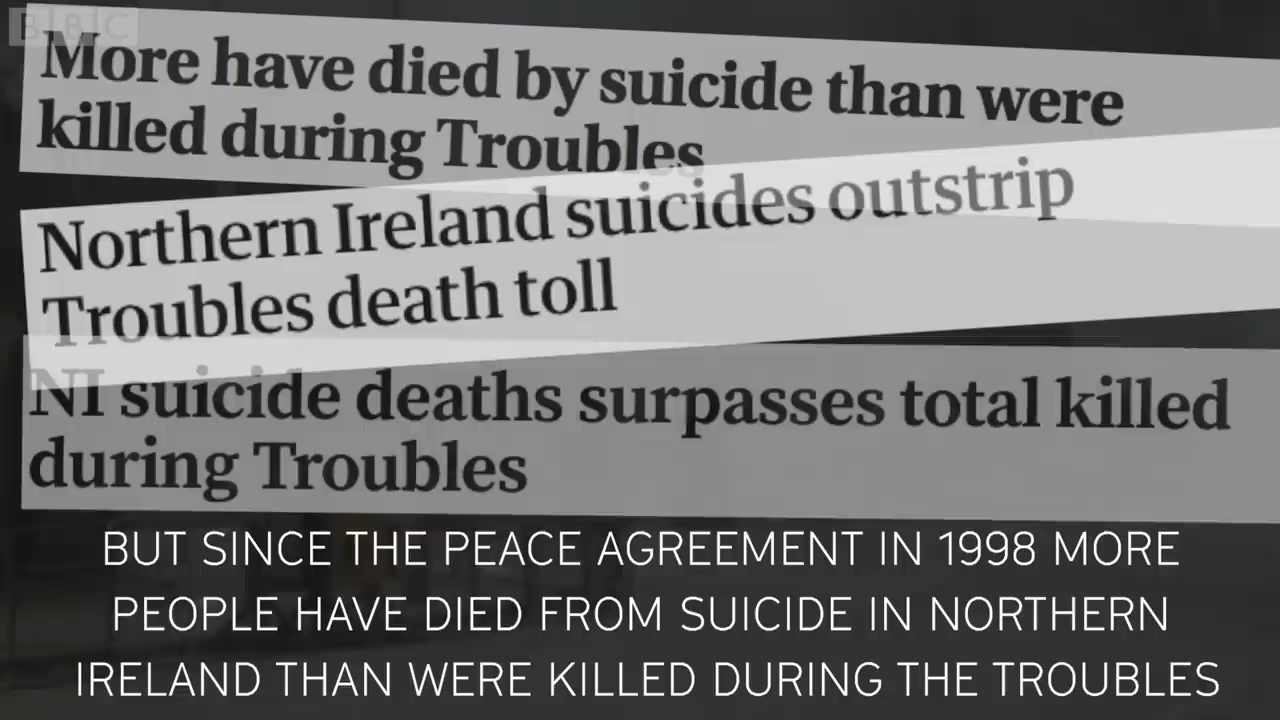 BBC
More have died by suicide than were
killed during Troubles
Northern Ireland suicides outstrip
Troubles death toll
NI suicide deaths surpasses total killed
during Troubles
BUT SINCE THE PEACE AGREEMENT IN 1998 MORE
PEOPLE HAVE DIED FROM SUICIDE IN NORTHERN
IRELAND THAN WERE KILLED DURING THE TROUBLES